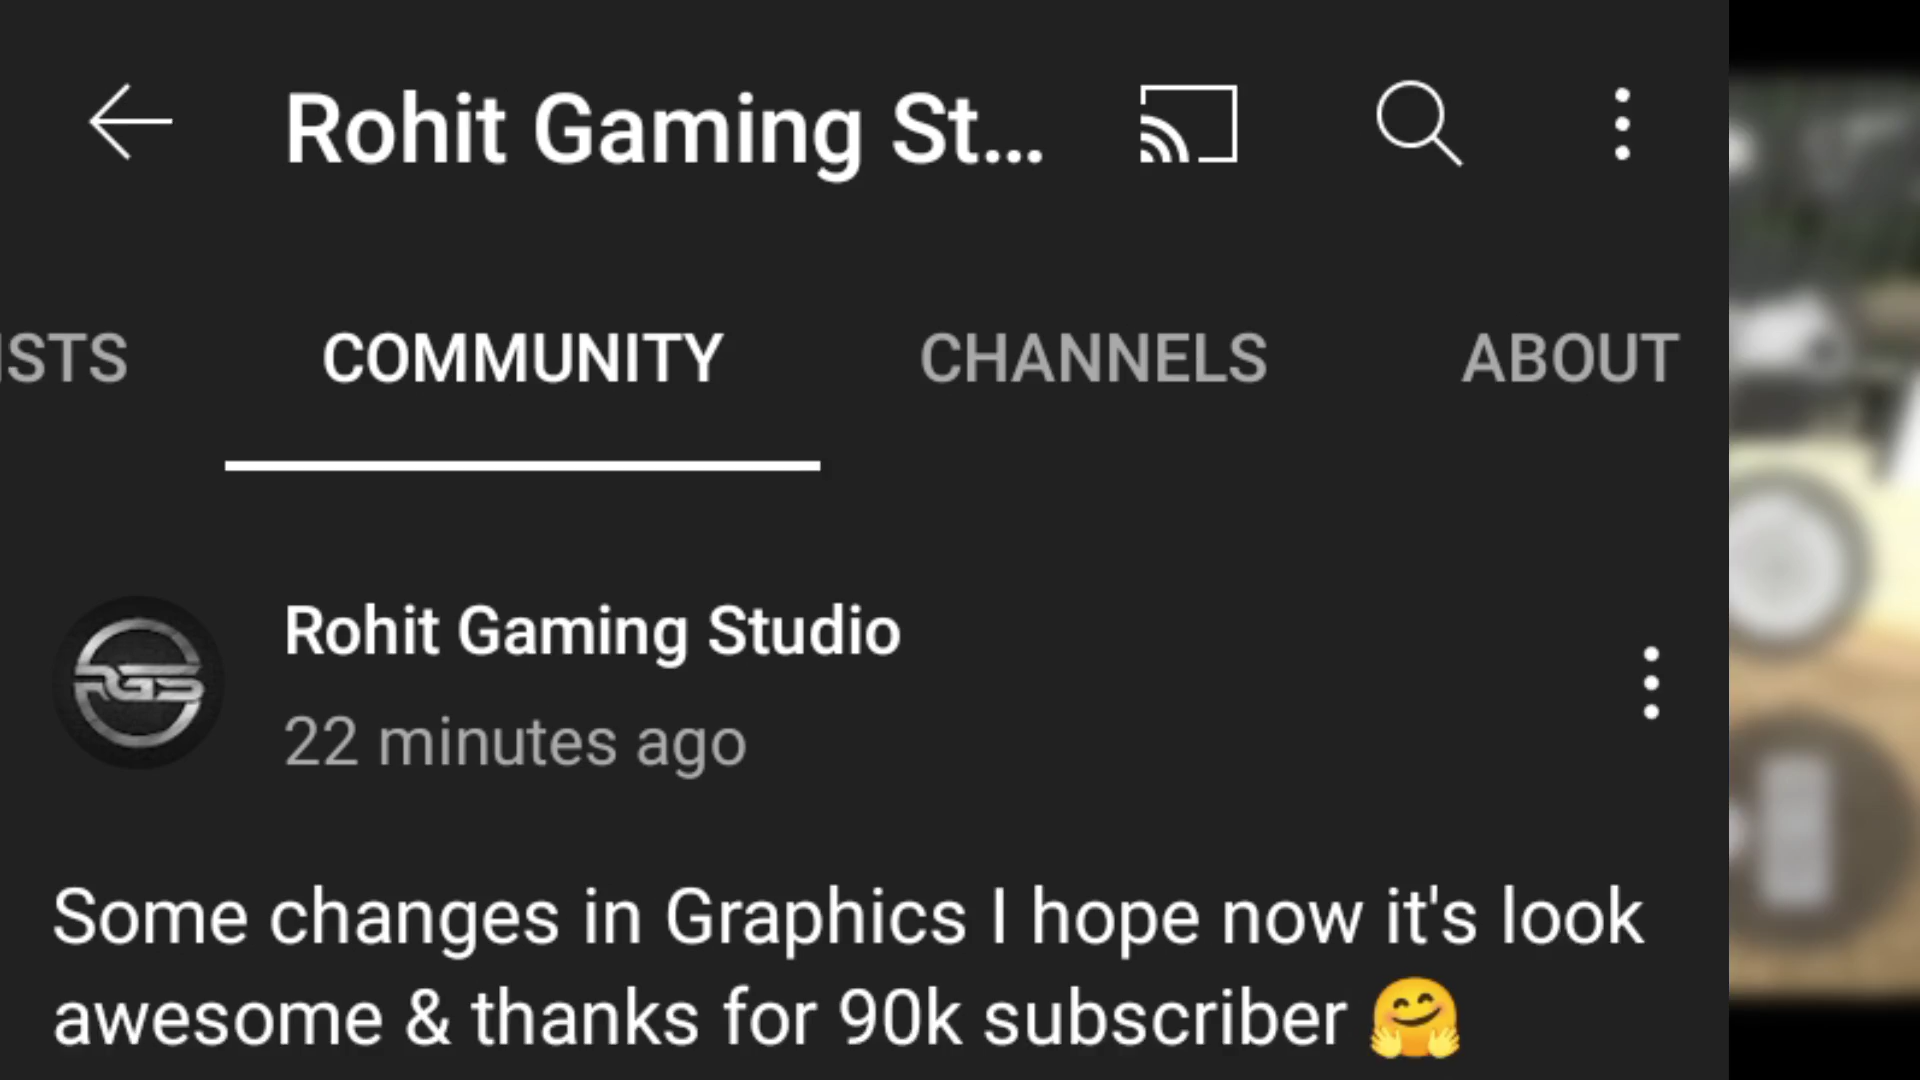 Rohit Gaming St...
ISTS COMMUNITY CHANNELS ABOUT
RGS
Rohit Gaming Studio
22 minutes ago
Some changes in Graphics I hope now it's look
awesome & thanks for 90k subscriber 🤗